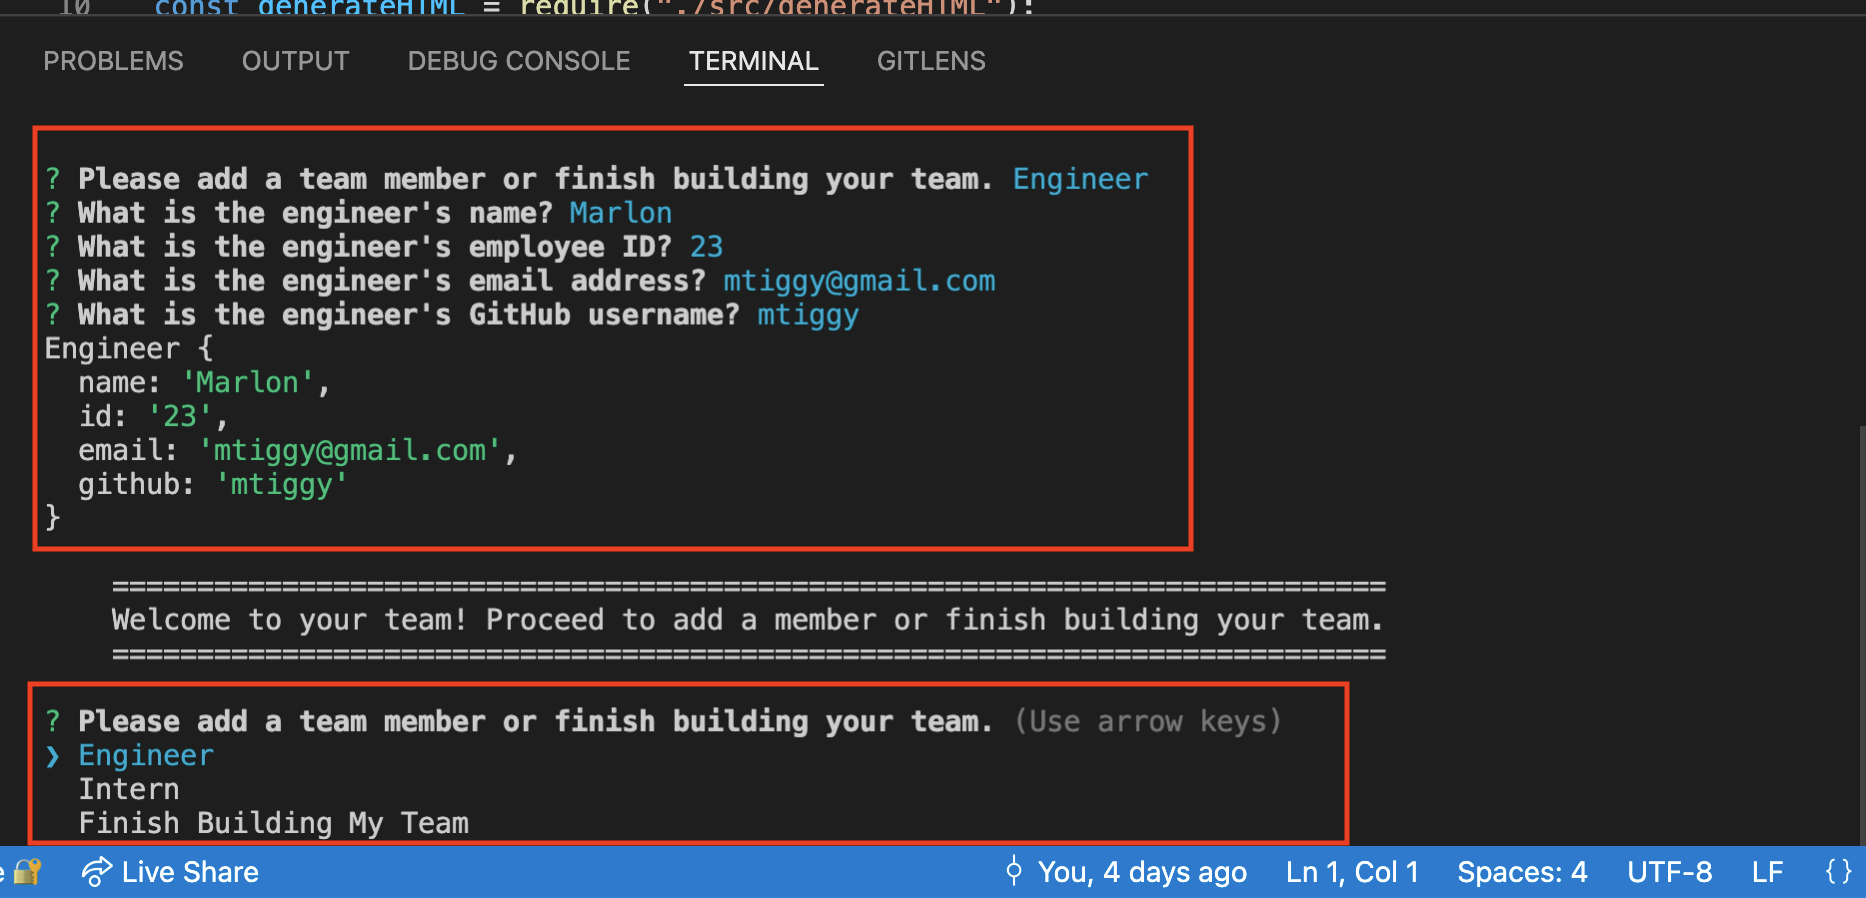 10 const generateHTML = require("./src/generateHTML");
PROBLEMS OUTPUT DEBUG CONSOLE TERMINAL GITLENS
? Please add a team member or finish building your team. Engineer
? What is the engineer's name? Marlon
? What is the engineer's employee ID? 23
? What is the engineer's email address? mtiggy@gmail.com
? What is the engineer's GitHub username? mtiggy
Engineer {
  name: 'Marlon',
  id: '23',
  email: 'mtiggy@gmail.com',
  github: 'mtiggy'
}
===========================================================================
Welcome to your team! Proceed to add a member or finish building your team.
===========================================================================
? Please add a team member or finish building your team. (Use arrow keys)
❯ Engineer
  Intern
  Finish Building My Team
Live Share You, 4 days ago Ln 1, Col 1 Spaces: 4 UTF-8 LF {}